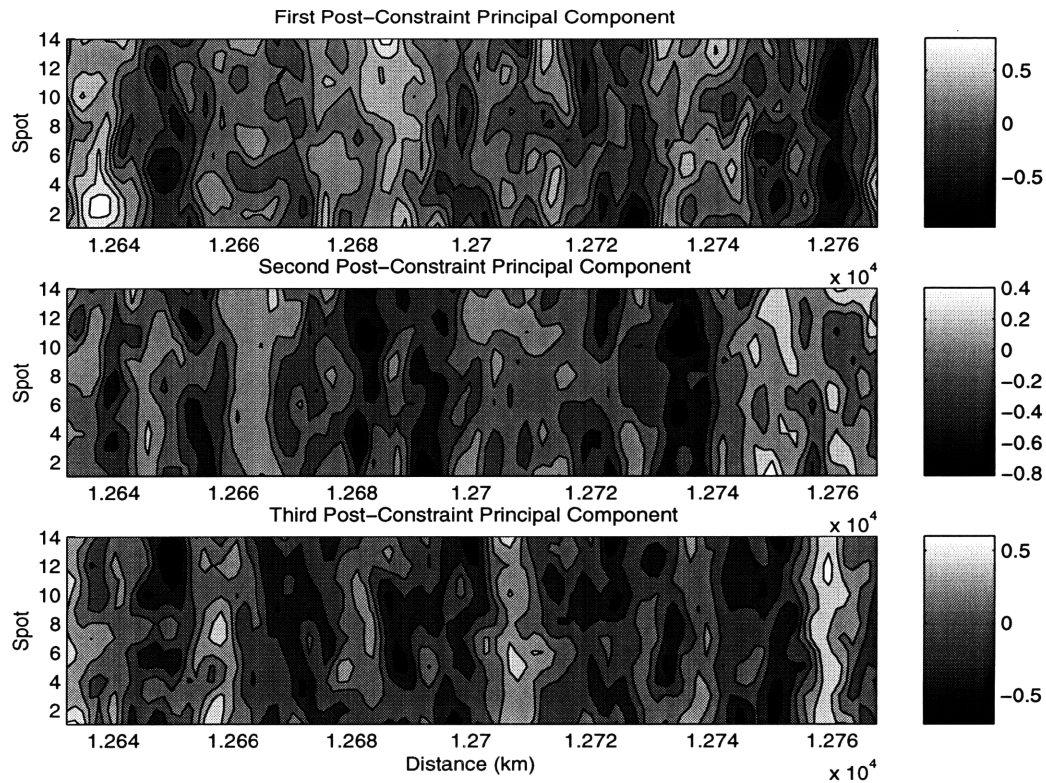 First Post-Constraint Principal Component
14
12
10
8
6
4
2
Spot
1.264 1.266 1.268 1.27 1.272 1.274 1.276
x 10^4
0.5
0
-0.5
Second Post-Constraint Principal Component
14
12
10
8
6
4
2
Spot
1.264 1.266 1.268 1.27 1.272 1.274 1.276
x 10^4
0.4
0.2
0
-0.2
-0.4
-0.6
-0.8
Third Post-Constraint Principal Component
14
12
10
8
6
4
2
Spot
1.264 1.266 1.268 1.27 1.272 1.274 1.276
Distance (km)
x 10^4
0.5
0
-0.5